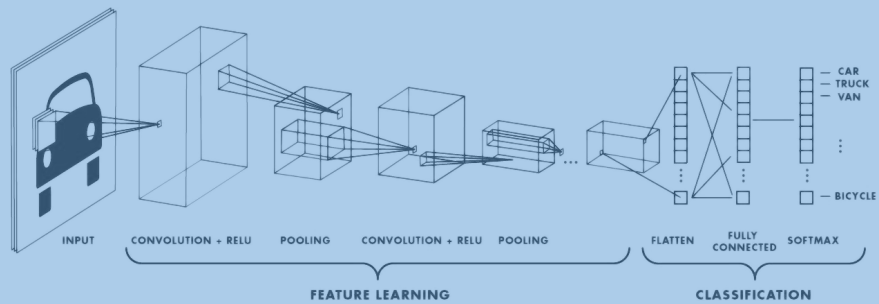 CAR
TRUCK
VAN
BICYCLE
INPUT
CONVOLUTION + RELU
POOLING
CONVOLUTION + RELU
POOLING
FLATTEN
FULLY
CONNECTED
SOFTMAX
FEATURE LEARNING
CLASSIFICATION